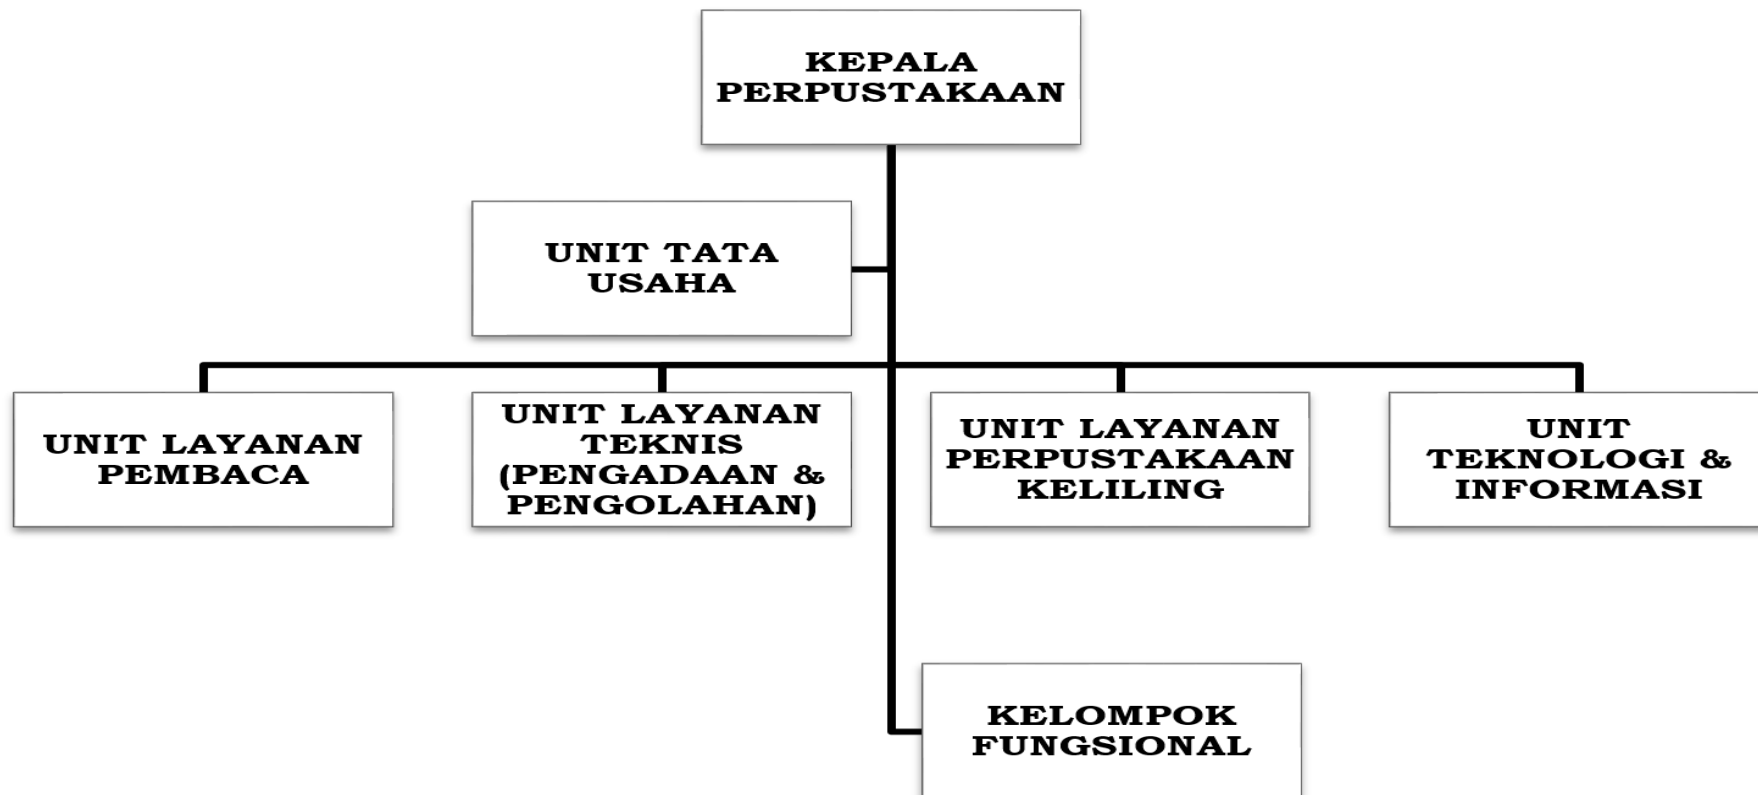 KEPALA
PERPUSTAKAAN
UNIT TATA
USAHA
UNIT LAYANAN
PEMBACA
UNIT LAYANAN
TEKNIS
(PENGADAAN &
PENGOLAHAN)
UNIT LAYANAN
PERPUSTAKAAN
KELILING
UNIT
TEKNOLOGI &
INFORMASI
KELOMPOK
FUNGSIONAL